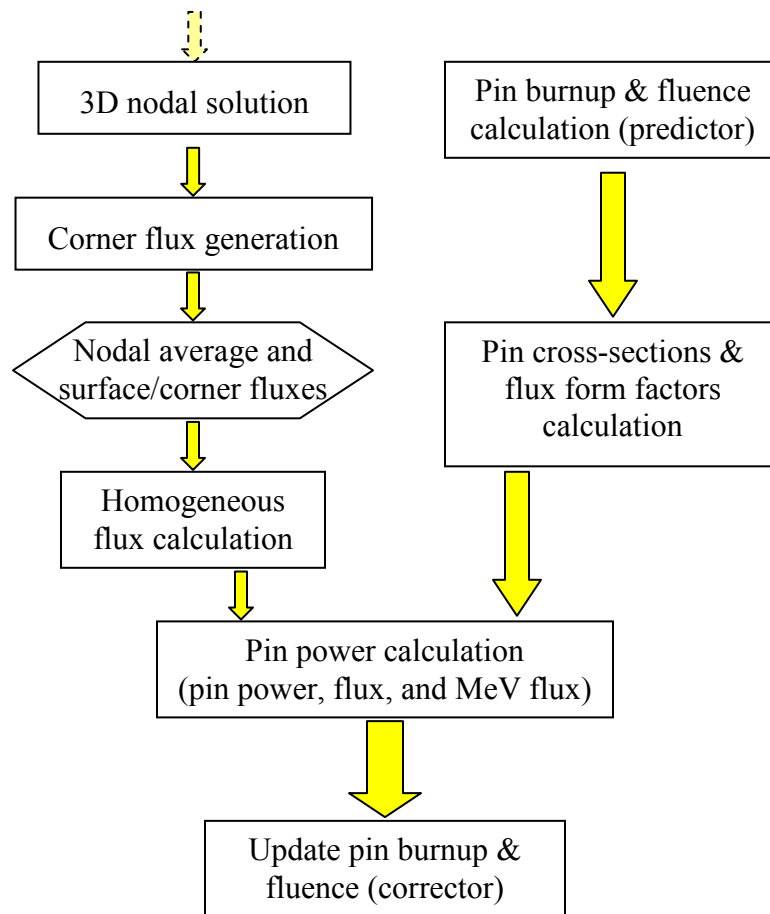 3D nodal solution
Corner flux generation
Nodal average and
surface/corner fluxes
Homogeneous
flux calculation
Pin burnup & fluence
calculation (predictor)
Pin cross-sections &
flux form factors
calculation
Pin power calculation
(pin power, flux, and MeV flux)
Update pin burnup &
fluence (corrector)